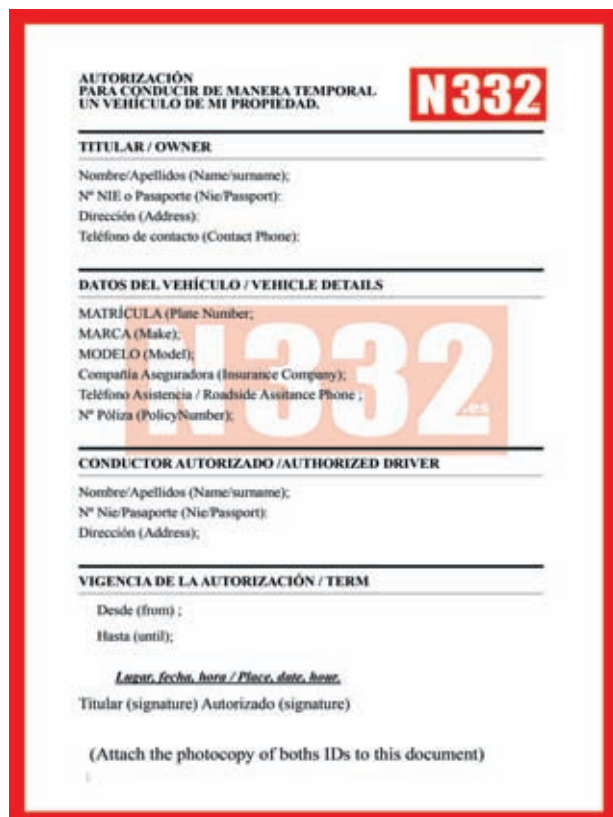 AUTORIZACIÓN
PARA CONDUCIR DE MANERA TEMPORAL
UN VEHÍCULO DE MI PROPIEDAD.
N332
TITULAR / OWNER
Nombre/Apellidos (Name/surname);
Nº NIE o Pasaporte (Nie/Passport):
Dirección (Address):
Teléfono de contacto (Contact Phone):
DATOS DEL VEHÍCULO / VEHICLE DETAILS
MATRÍCULA (Plate Number;
MARCA (Make);
MODELO (Model);
Compañia Aseguradora (Insurance Company);
Teléfono Asistencia / Roadside Assitance Phone ;
Nº Póliza (PolicyNumber);
N332
.es
CONDUCTOR AUTORIZADO /AUTHORIZED DRIVER
Nombre/Apellidos (Name/surname);
Nº Nie/Pasaporte (Nie/Passport):
Dirección (Address);
VIGENCIA DE LA AUTORIZACIÓN / TERM
Desde (from) ;
Hasta (until);
Lugar, fecha, hora / Place, date, hour.
Titular (signature) Autorizado (signature)
(Attach the photocopy of boths IDs to this document)